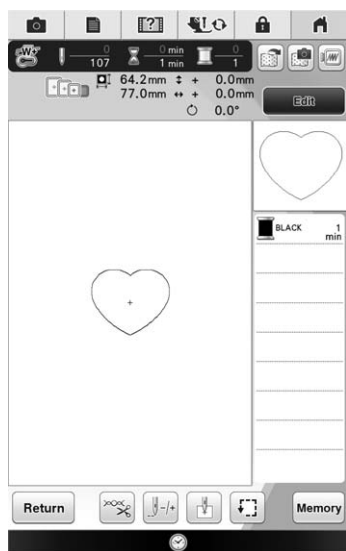 0 0 min 0
107 1 min 1
64.2mm + 0.0mm
77.0mm + 0.0mm
0.0°
Edit
BLACK 1 min
Return -/+ Memory